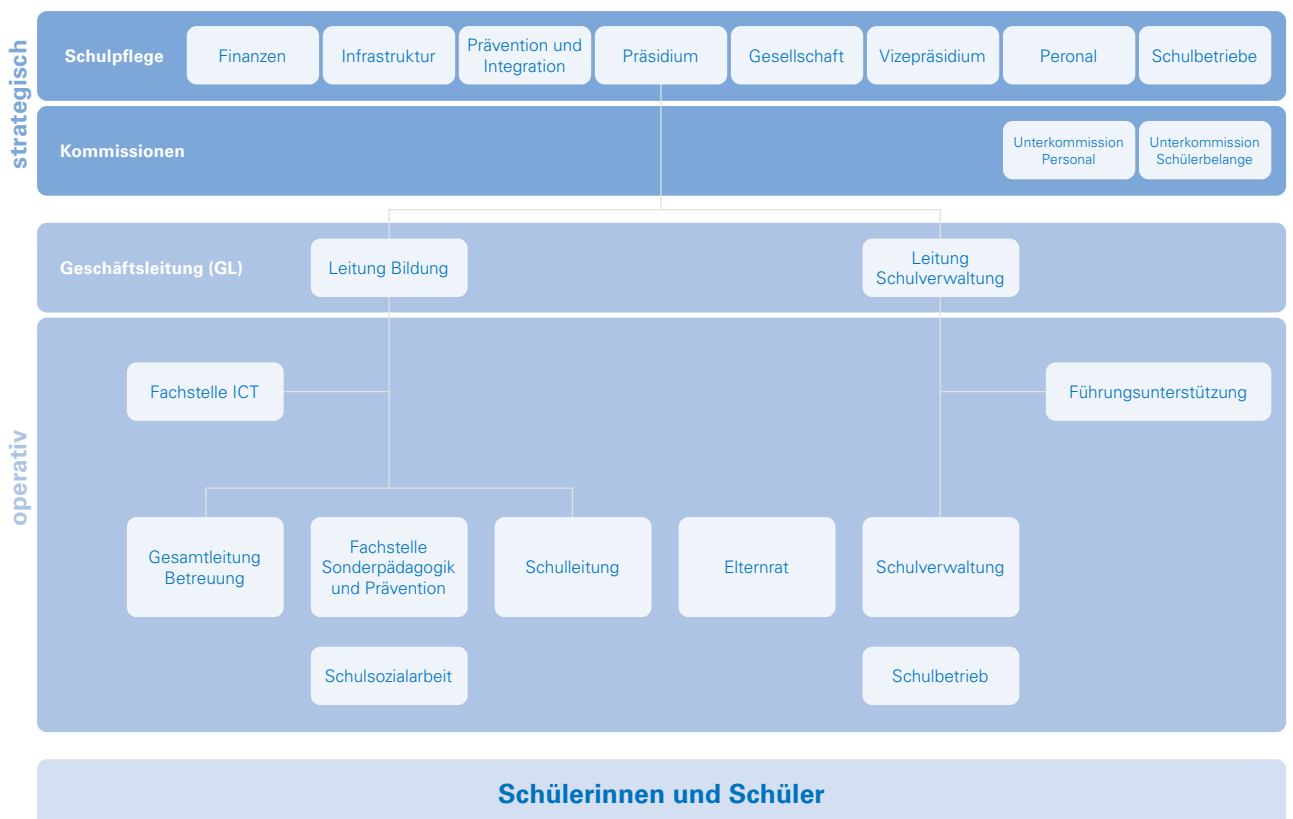 strategisch
Schulpflege
Finanzen
Infrastruktur
Prävention und
Integration
Präsidium
Gesellschaft
Vizepräsidium
Peronal
Schulbetriebe
Kommissionen
Unterkommission
Personal
Unterkommission
Schülerbelange
Geschäftsleitung (GL)
Leitung Bildung
Leitung
Schulverwaltung
operativ
Fachstelle ICT
Führungsunterstützung
Gesamtleitung
Betreuung
Fachstelle
Sonderpädagogik
und Prävention
Schulleitung
Elternrat
Schulverwaltung
Schulsozialarbeit
Schulbetrieb
Schülerinnen und Schüler